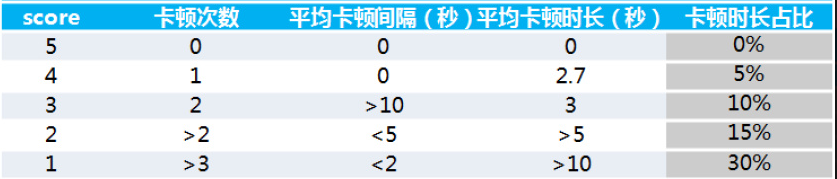 score 卡顿次数 平均卡顿间隔（秒） 平均卡顿时长（秒） 卡顿时长占比
5 0 0 0 0%
4 1 0 2.7 5%
3 2 >10 3 10%
2 >2 <5 >5 15%
1 >3 <2 >10 30%